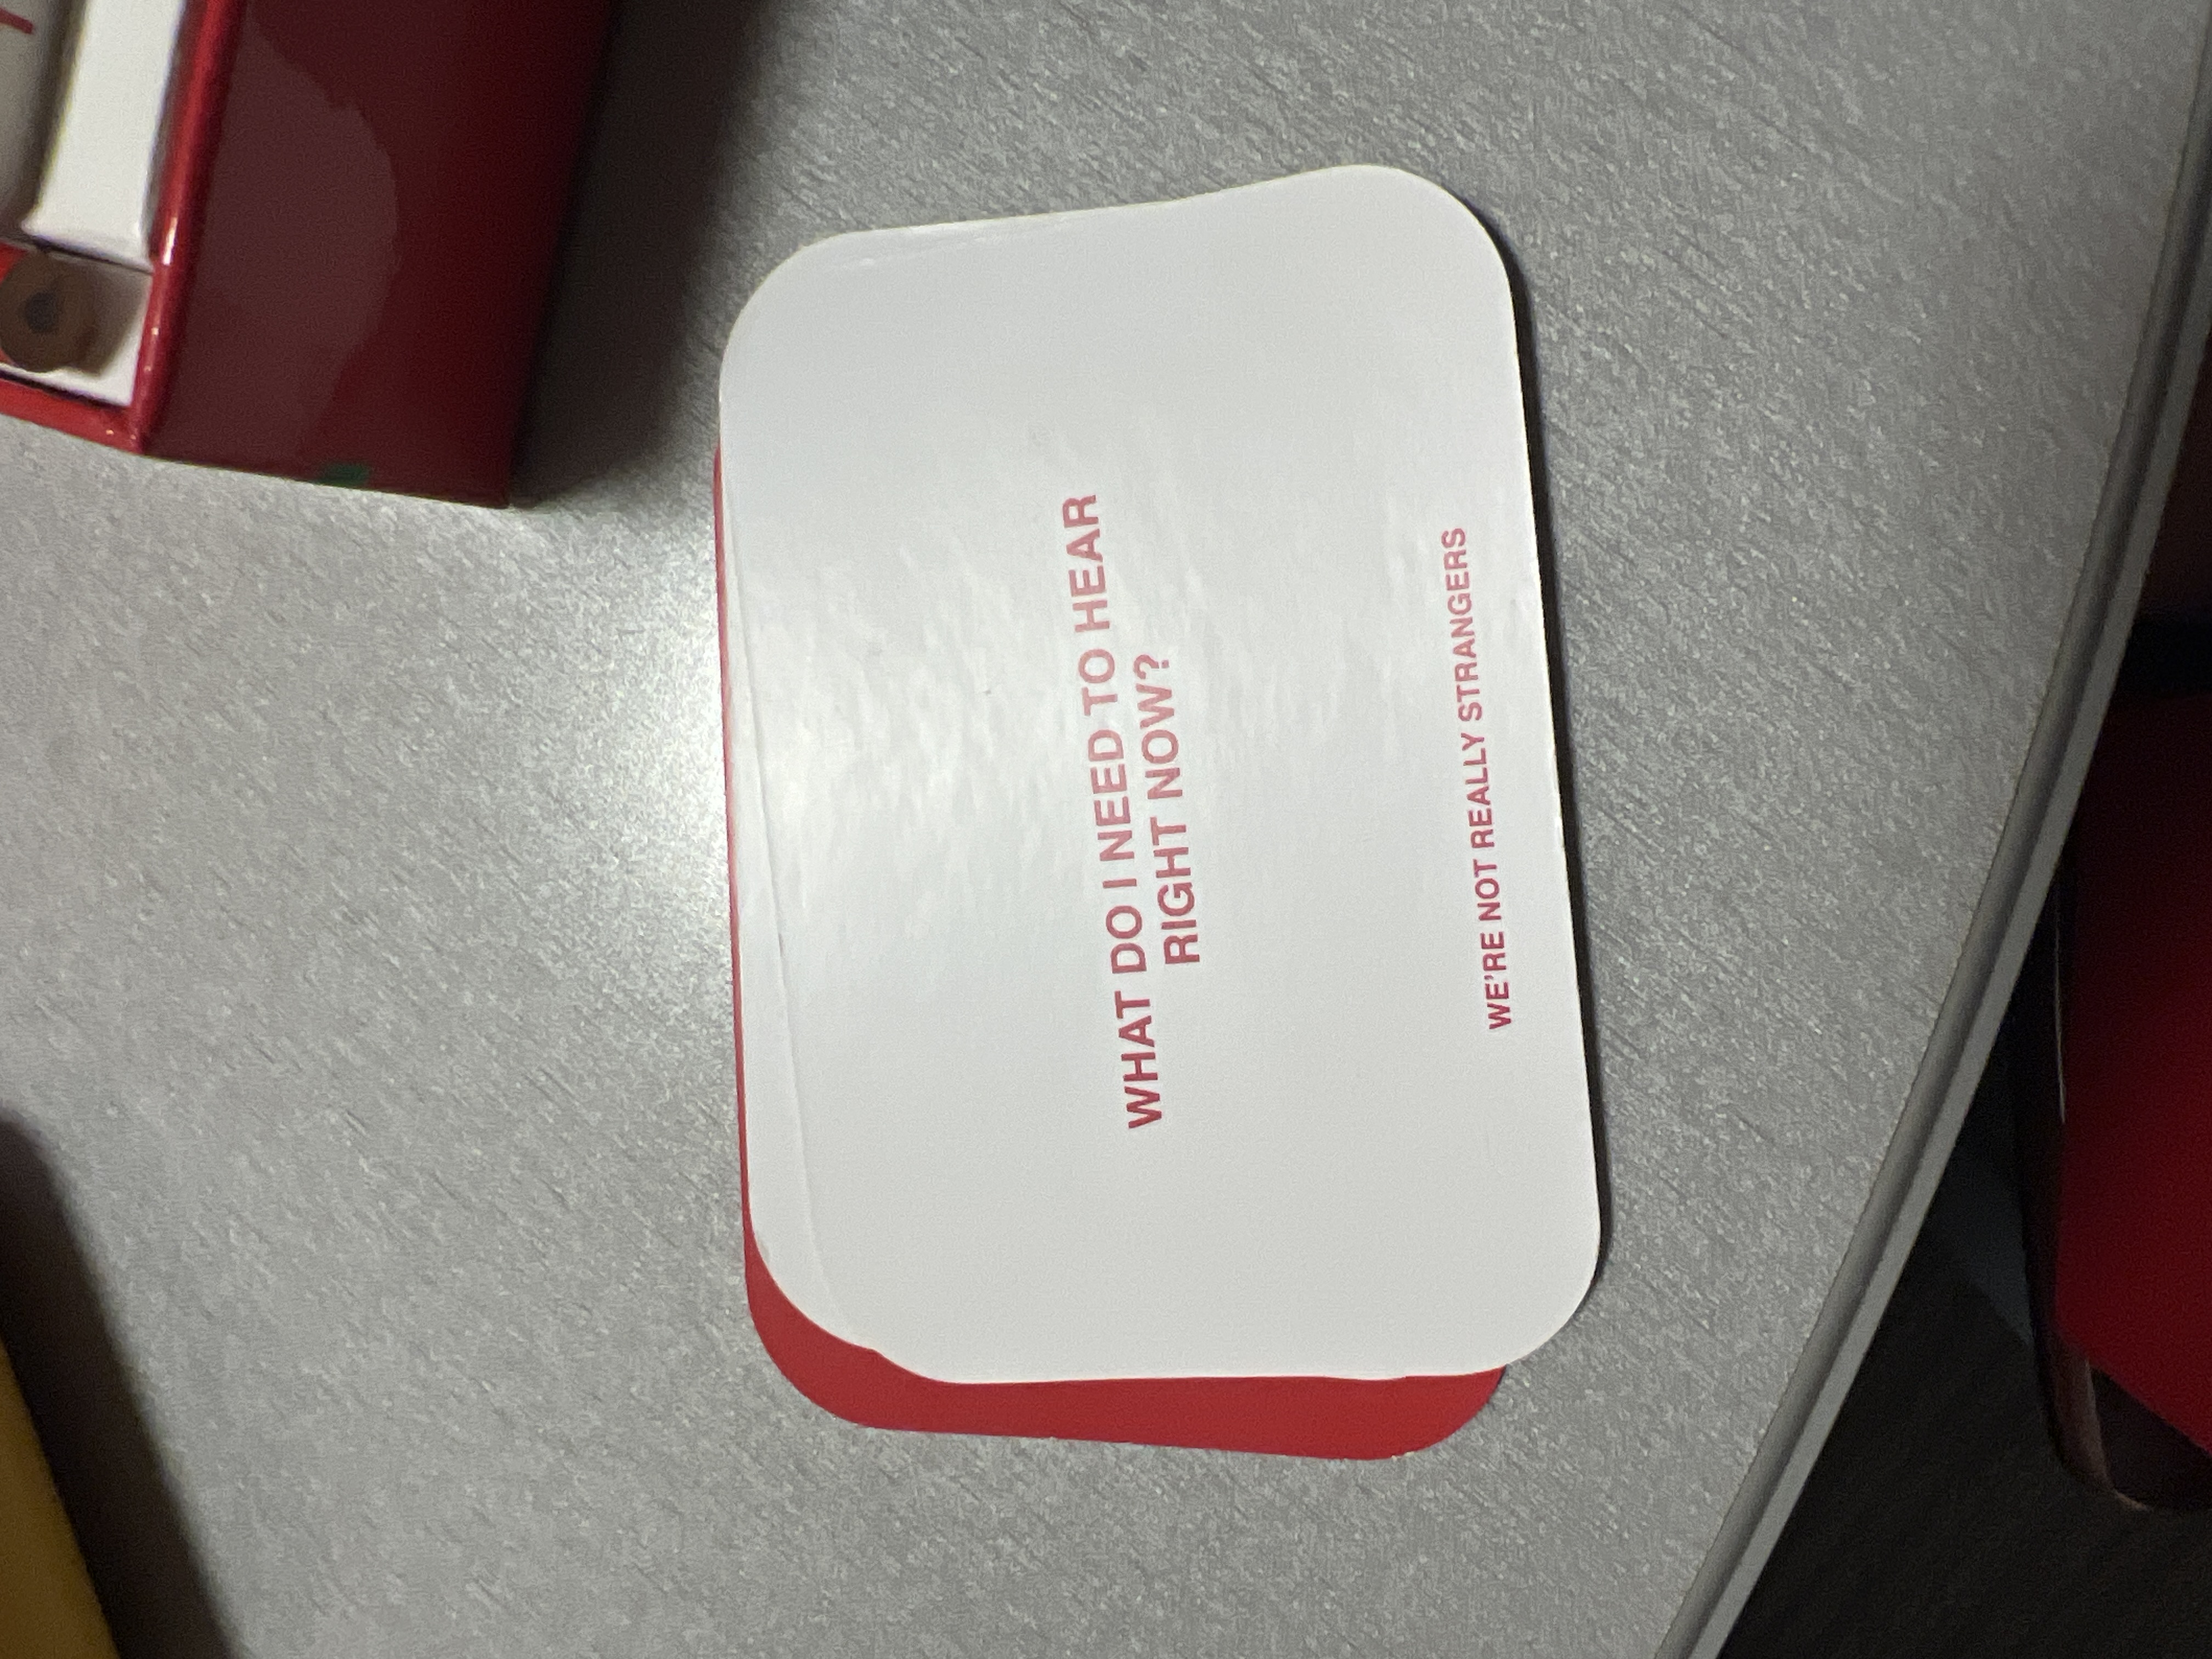 WHAT DO I NEED TO HEAR
RIGHT NOW?
WE'RE NOT REALLY STRANGERS